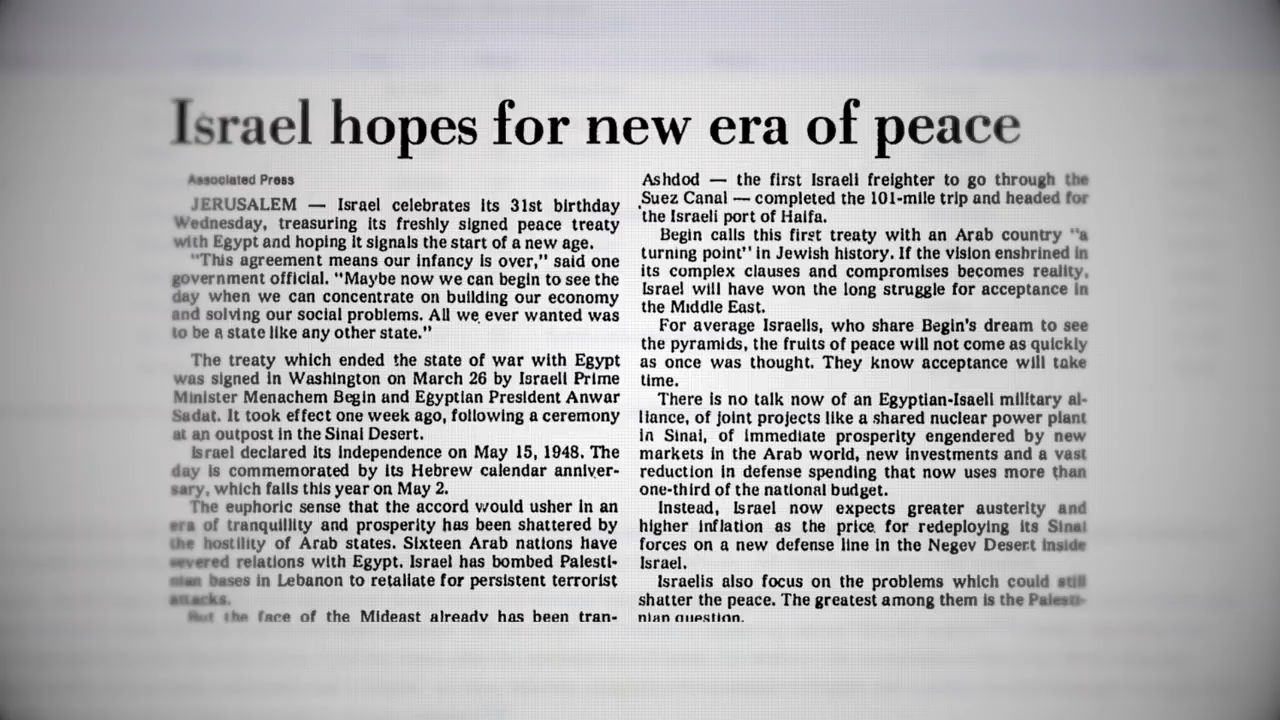 Israel hopes for new era of peace
Associated Press
JERUSALEM — Israel celebrates its 31st birthday
Wednesday, treasuring its freshly signed peace treaty
with Egypt and hoping it signals the start of a new age.
"This agreement means our infancy is over," said one
government official. "Maybe now we can begin to see the
day when we can concentrate on building our economy
and solving our social problems. All we ever wanted was
to be a state like any other state."
The treaty which ended the state of war with Egypt
was signed in Washington on March 26 by Israeli Prime
Minister Menachem Begin and Egyptian President Anwar
Sadat. It took effect one week ago, following a ceremony
at an outpost in the Sinai Desert.
Israel declared its independence on May 15, 1948. The
day is commemorated by its Hebrew calendar anniver-
sary, which falls this year on May 2.
The euphoric sense that the accord would usher in an
era of tranquility and prosperity has been shattered by
the hostility of Arab states. Sixteen Arab nations have
severed relations with Egypt. Israel has bombed Palesti-
nian bases in Lebanon to retaliate for persistent terrorist
attacks.
But the face of the Mideast already has been tran-
Ashdod — the first Israeli freighter to go through the
Suez Canal — completed the 101-mile trip and headed for
the Israeli port of Haifa.
Begin calls this first treaty with an Arab country "a
turning point" in Jewish history. If the vision enshrined in
its complex clauses and compromises becomes reality,
Israel will have won the long struggle for acceptance in
the Middle East.
For average Israelis, who share Begin's dream to see
the pyramids, the fruits of peace will not come as quickly
as once was thought. They know acceptance will take
time.
There is no talk now of an Egyptian-Isaeli military al-
liance, of joint projects like a shared nuclear power plant
in Sinai, of immediate prosperity engendered by new
markets in the Arab world, new investments and a vast
reduction in defense spending that now uses more than
one-third of the national budget.
Instead, Israel now expects greater austerity and
higher inflation as the price for redeploying its Sinai
forces on a new defense line in the Negev Desert inside
Israel.
Israelis also focus on the problems which could still
shatter the peace. The greatest among them is the Palesti-
nian question.